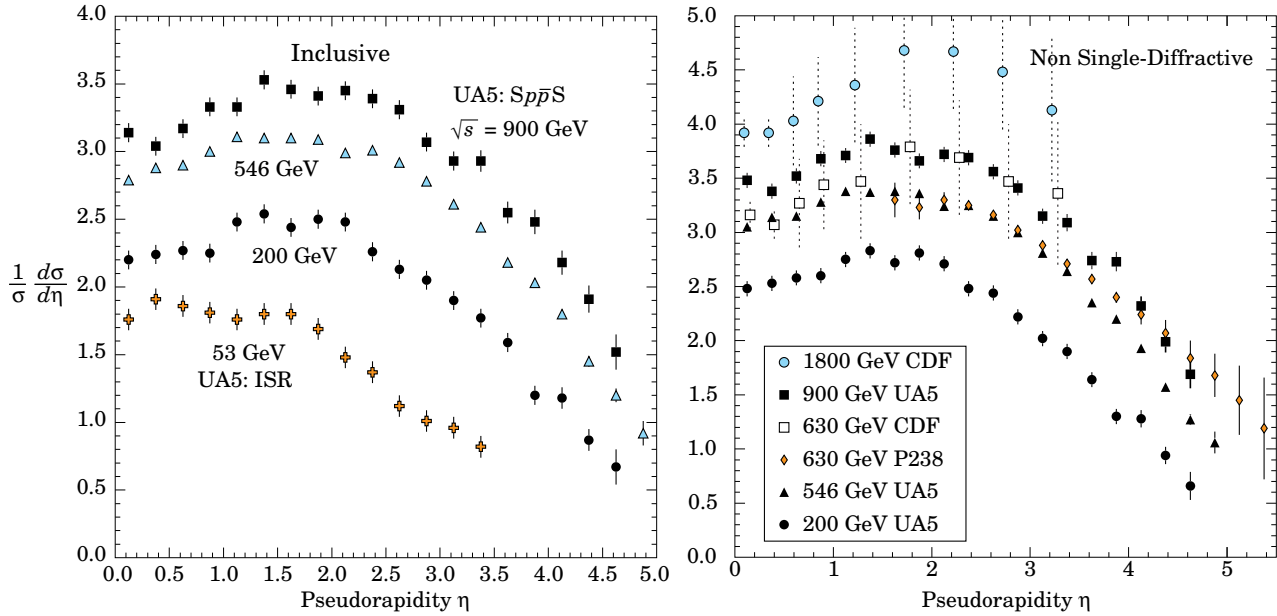 4.0
3.5
3.0
2.5
2.0
1.5
1.0
0.5
0.0
0.0 0.5 1.0 1.5 2.0 2.5 3.0 3.5 4.0 4.5 5.0
Pseudorapidity η
1/σ dσ/dη
Inclusive
UA5: Spp̅S
√s = 900 GeV
546 GeV
200 GeV
53 GeV
UA5: ISR
5.0
4.5
4.0
3.5
3.0
2.5
2.0
1.5
1.0
0.5
0.0
0 1 2 3 4 5
Pseudorapidity η
Non Single-Diffractive
1800 GeV CDF
900 GeV UA5
630 GeV CDF
630 GeV P238
546 GeV UA5
200 GeV UA5